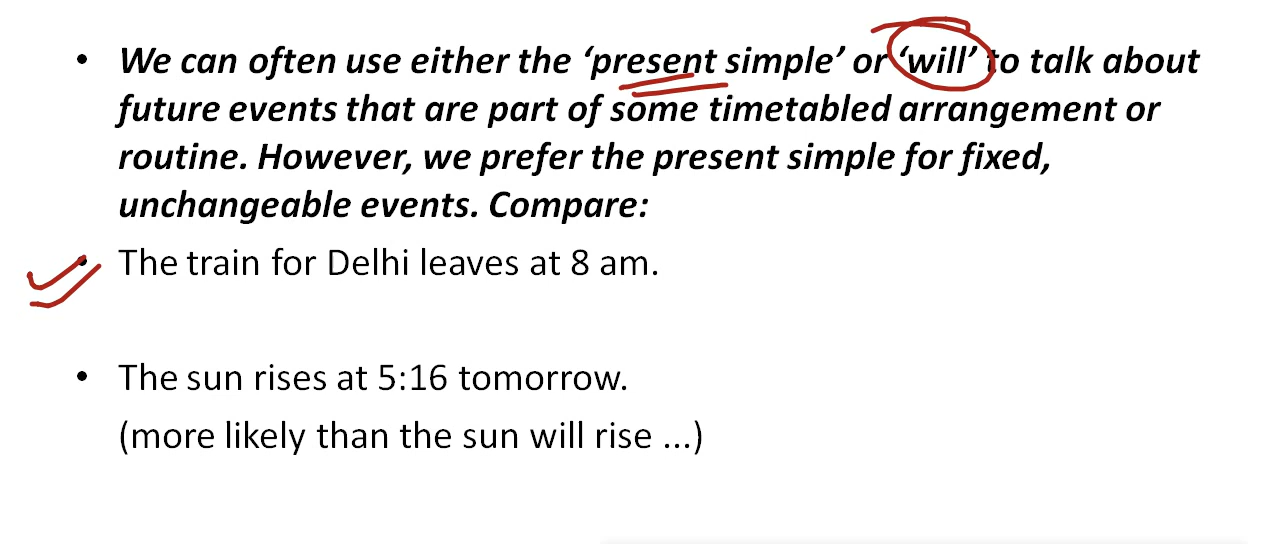 • We can often use either the ‘present simple’ or ‘will’ to talk about
future events that are part of some timetabled arrangement or
routine. However, we prefer the present simple for fixed,
unchangeable events. Compare:
• The train for Delhi leaves at 8 am.
• The sun rises at 5:16 tomorrow.
(more likely than the sun will rise ...)